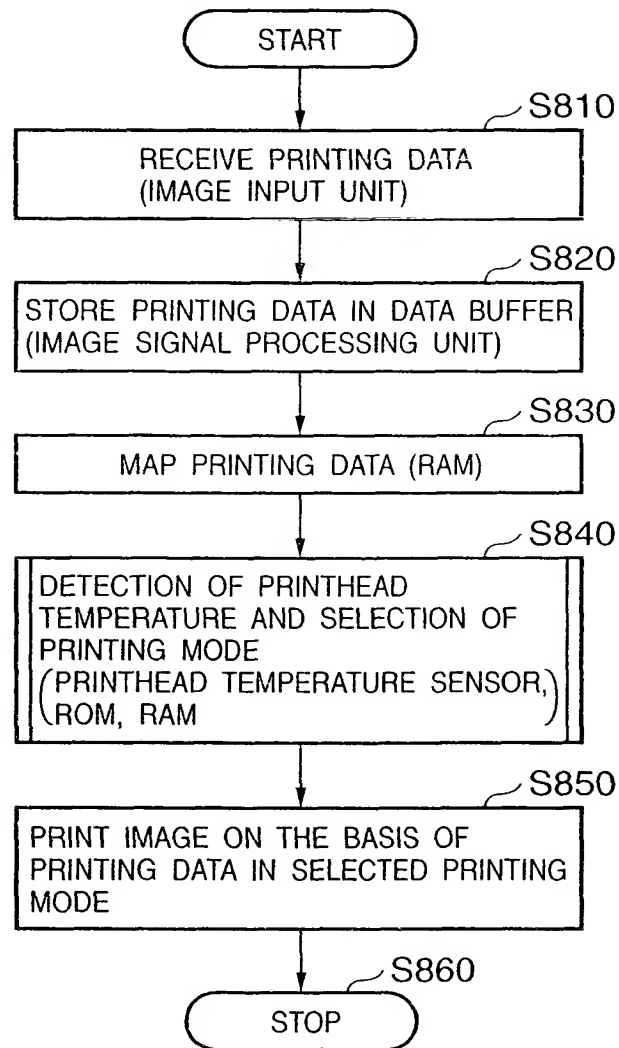 START
S810
RECEIVE PRINTING DATA
(IMAGE INPUT UNIT)
S820
STORE PRINTING DATA IN DATA BUFFER
(IMAGE SIGNAL PROCESSING UNIT)
S830
MAP PRINTING DATA (RAM)
S840
DETECTION OF PRINTHEAD
TEMPERATURE AND SELECTION OF
PRINTING MODE
(PRINTHEAD TEMPERATURE SENSOR,
ROM, RAM)
S850
PRINT IMAGE ON THE BASIS OF
PRINTING DATA IN SELECTED PRINTING
MODE
S860
STOP